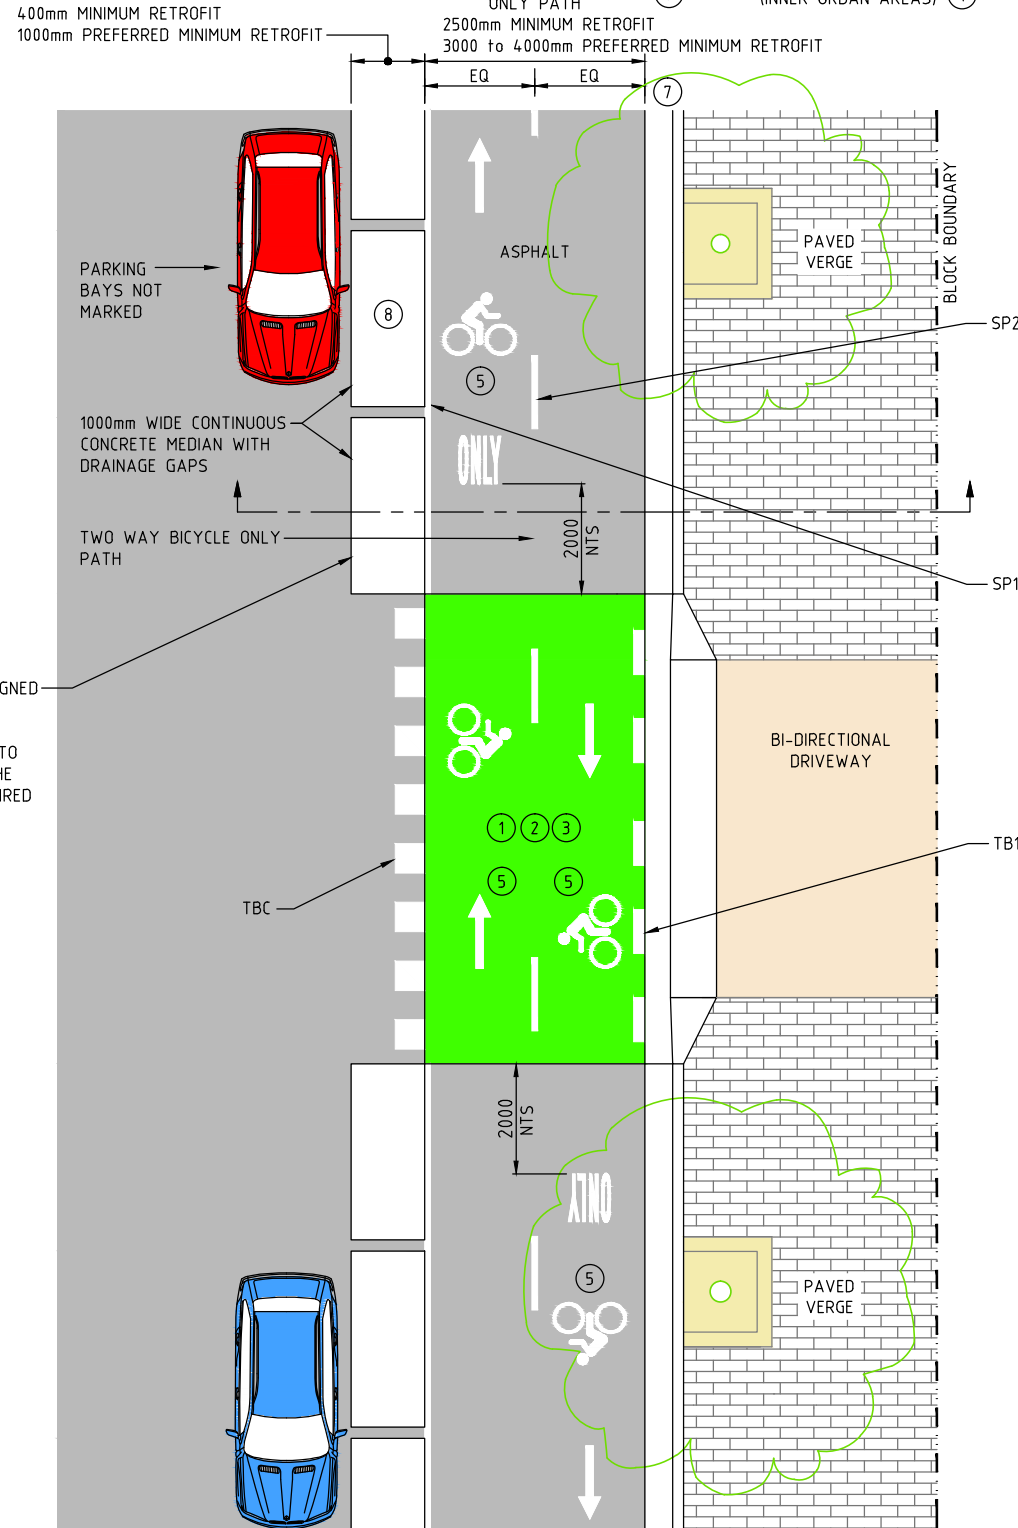 400mm MINIMUM RETROFIT
1000mm PREFERRED MINIMUM RETROFIT
ONLY PATH
2500mm MINIMUM RETROFIT
3000 to 4000mm PREFERRED MINIMUM RETROFIT
(INNER URBAN AREAS)
EQ
EQ
7
ASPHALT
PAVED
VERGE
BLOCK BOUNDARY
PARKING
BAYS NOT
MARKED
8
SP2
5
1000mm WIDE CONTINUOUS
CONCRETE MEDIAN WITH
DRAINAGE GAPS
ONLY
2000
NTS
TWO WAY BICYCLE ONLY
PATH
SP1
GNED
TO
HE
IRED
BI-DIRECTIONAL
DRIVEWAY
1 2 3
5 5
TB1
TBC
2000
NTS
ONLY
5
PAVED
VERGE